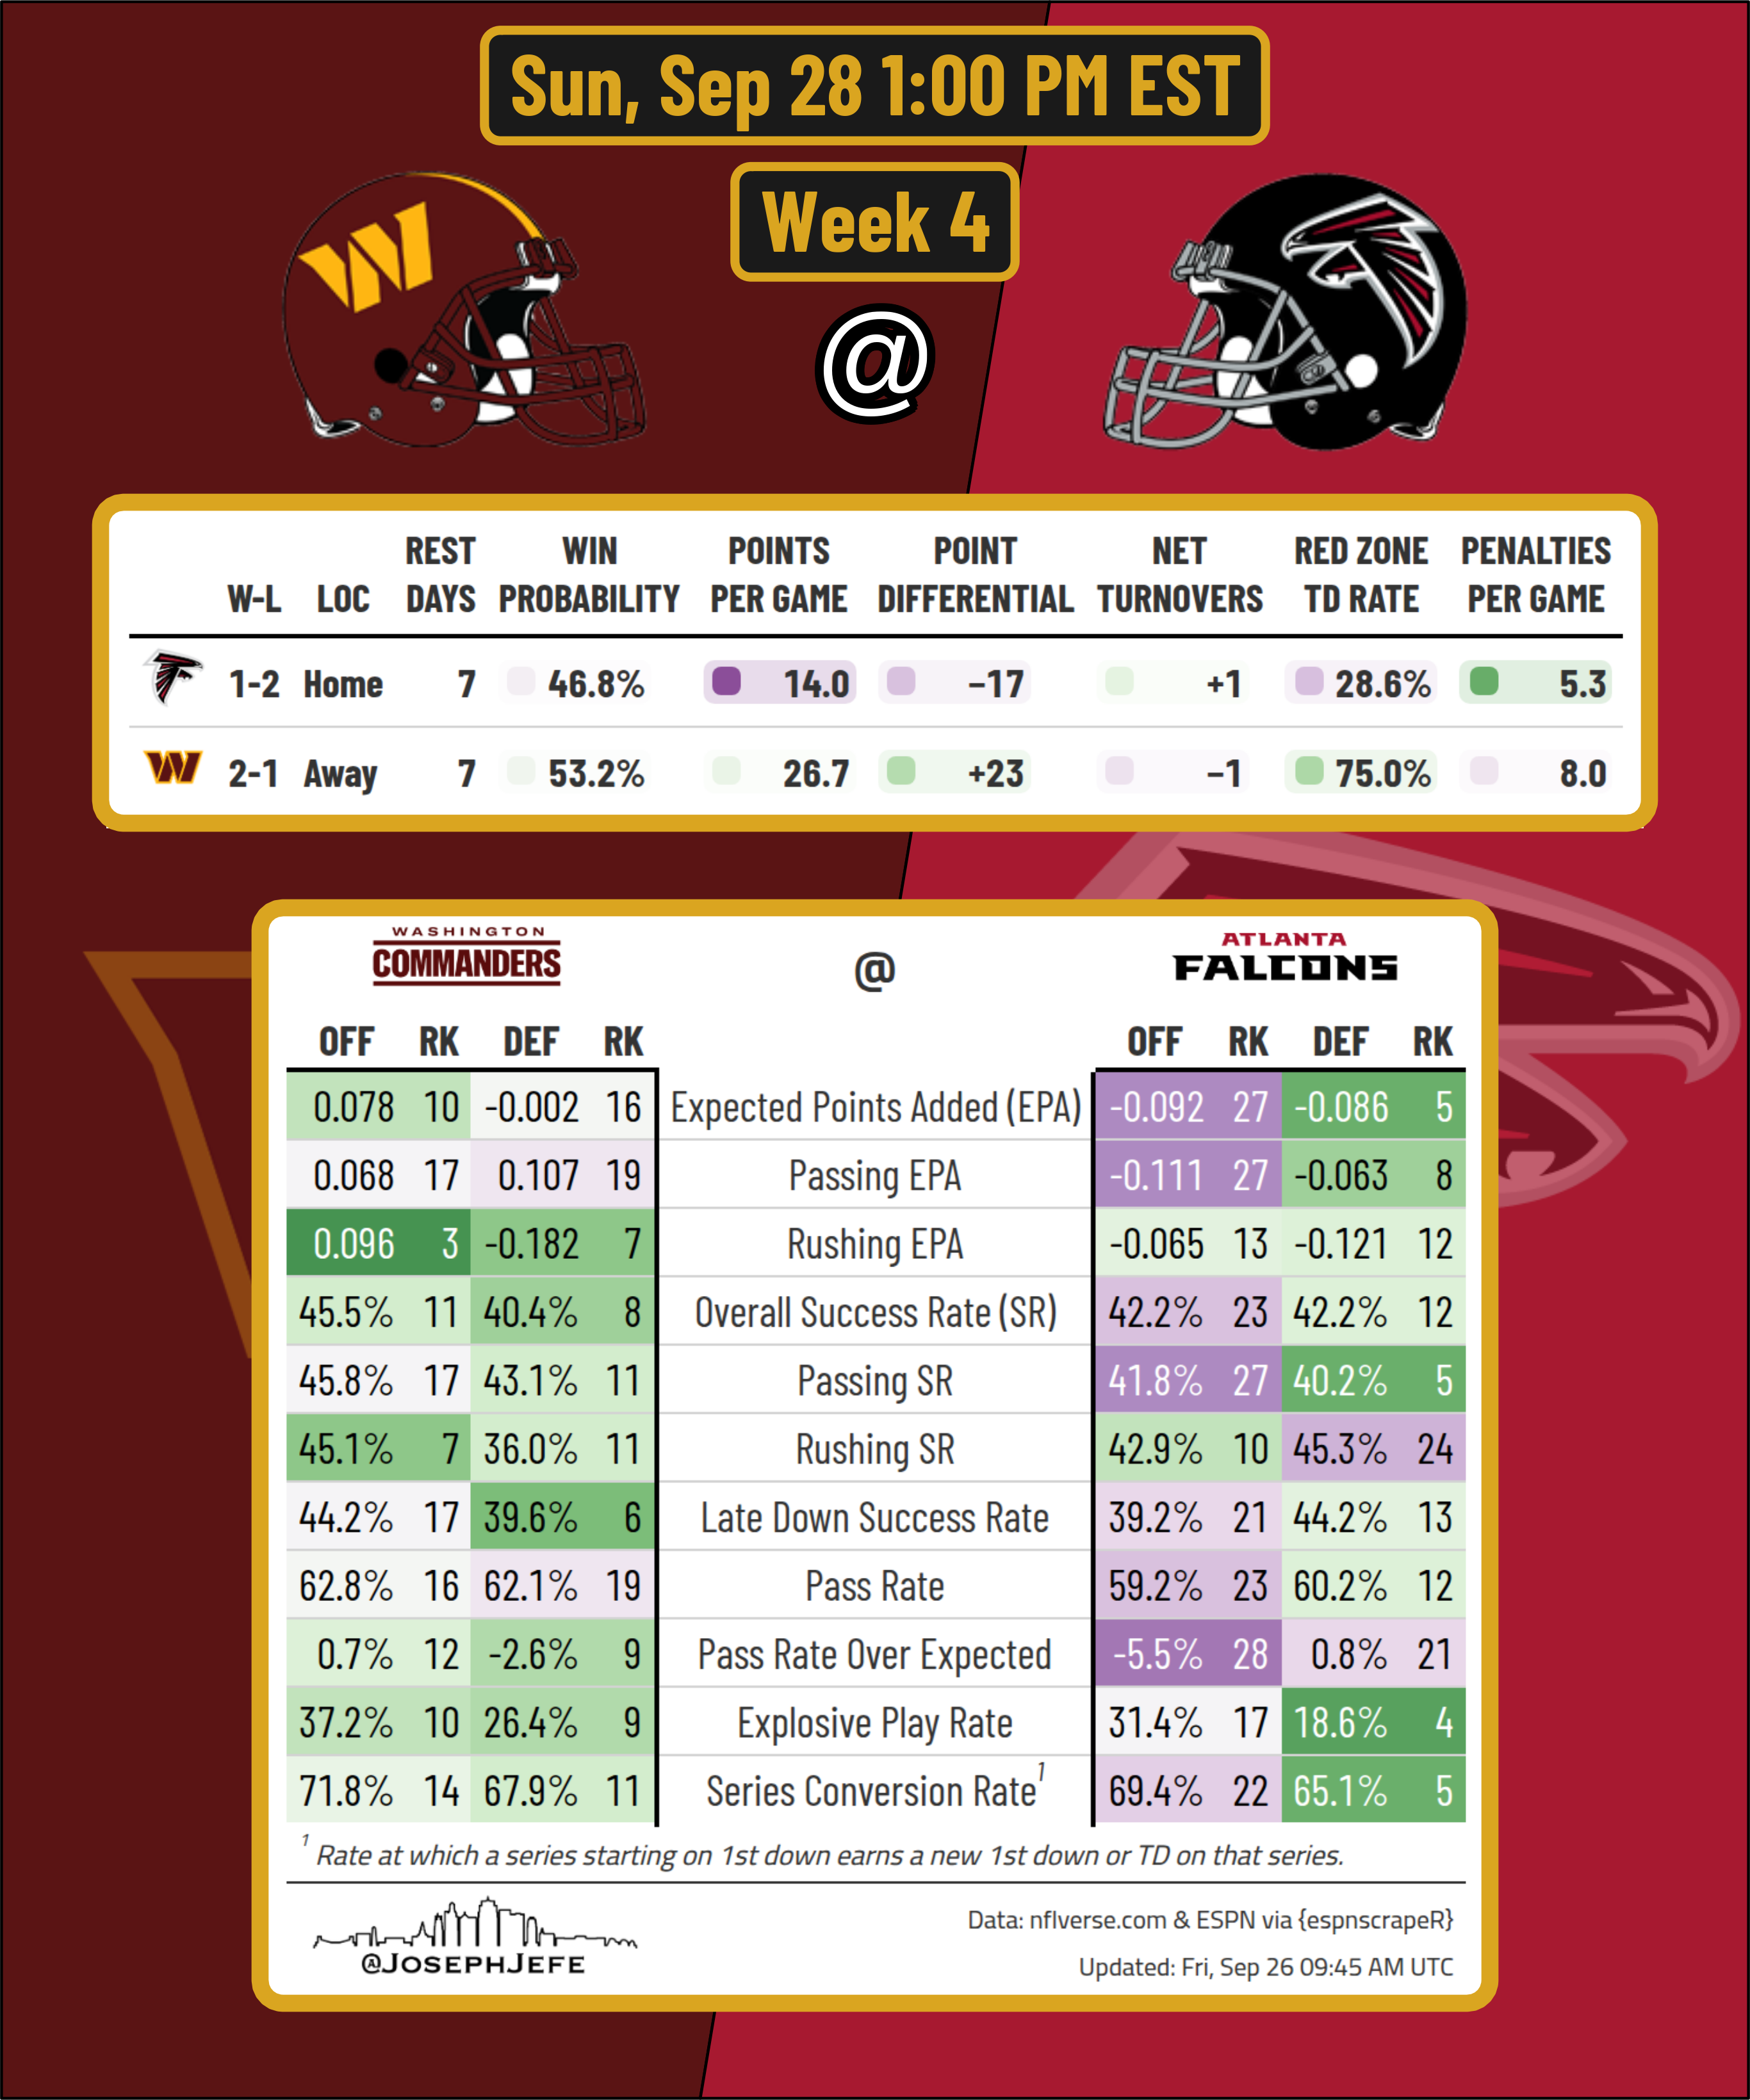 Sun, Sep 28 1:00 PM EST
Week 4
@
REST WIN POINTS POINT NET RED ZONE PENALTIES
W-L LOC DAYS PROBABILITY PER GAME DIFFERENTIAL TURNOVERS TD RATE PER GAME
1-2 Home 7 46.8% 14.0 −17 +1 28.6% 5.3
2-1 Away 7 53.2% 26.7 +23 −1 75.0% 8.0
WASHINGTON
COMMANDERS
@
ATLANTA
FALCONS
OFF RK DEF RK OFF RK DEF RK
0.078 10 -0.002 16 Expected Points Added (EPA) -0.092 27 -0.086 5
0.068 17 0.107 19 Passing EPA -0.111 27 -0.063 8
0.096 3 -0.182 7 Rushing EPA -0.065 13 -0.121 12
45.5% 11 40.4% 8 Overall Success Rate (SR) 42.2% 23 42.2% 12
45.8% 17 43.1% 11 Passing SR 41.8% 27 40.2% 5
45.1% 7 36.0% 11 Rushing SR 42.9% 10 45.3% 24
44.2% 17 39.6% 6 Late Down Success Rate 39.2% 21 44.2% 13
62.8% 16 62.1% 19 Pass Rate 59.2% 23 60.2% 12
0.7% 12 -2.6% 9 Pass Rate Over Expected -5.5% 28 0.8% 21
37.2% 10 26.4% 9 Explosive Play Rate 31.4% 17 18.6% 4
71.8% 14 67.9% 11 Series Conversion Rate¹ 69.4% 22 65.1% 5
¹ Rate at which a series starting on 1st down earns a new 1st down or TD on that series.
@JOSEPHJEFE
Data: nflverse.com & ESPN via {espnscrapeR}
Updated: Fri, Sep 26 09:45 AM UTC